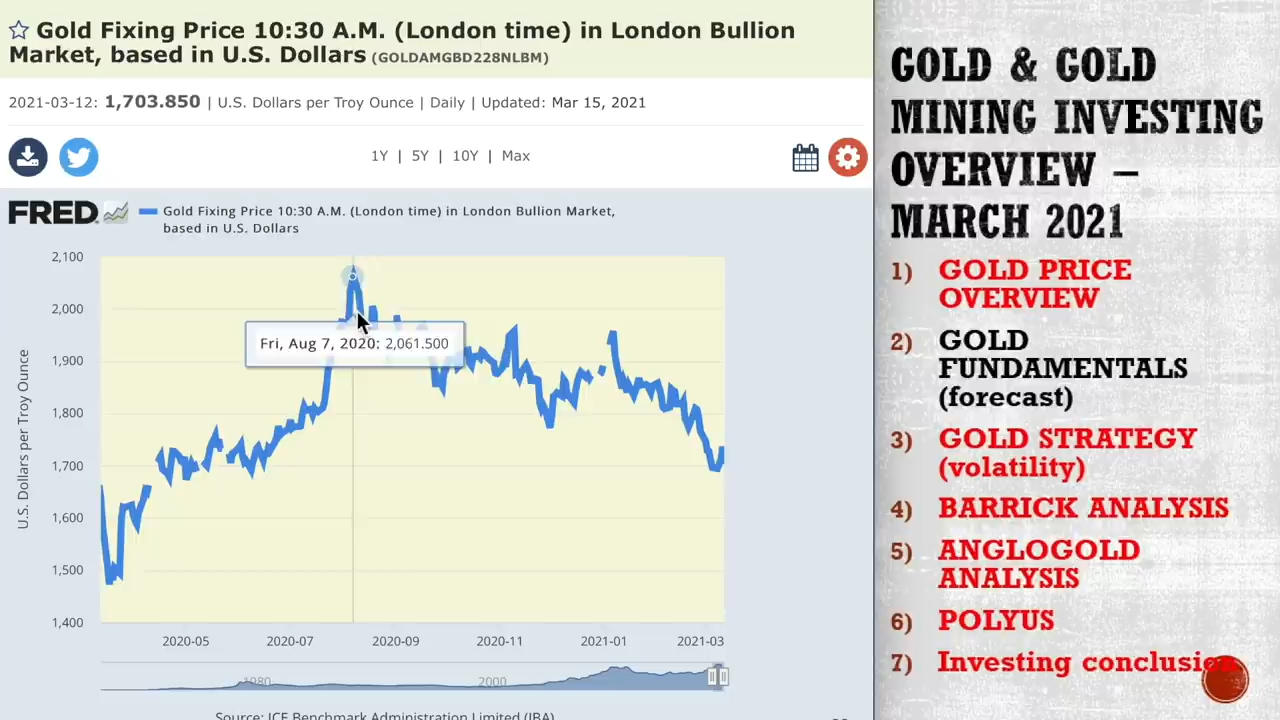 Gold Fixing Price 10:30 A.M. (London time) in London Bullion
Market, based in U.S. Dollars (GOLDAMGBD228NLBM)
2021-03-12: 1,703.850 | U.S. Dollars per Troy Ounce | Daily | Updated: Mar 15, 2021
1Y | 5Y | 10Y | Max
FRED
Gold Fixing Price 10:30 A.M. (London time) in London Bullion Market,
based in U.S. Dollars
U.S. Dollars per Troy Ounce
2,100
2,000
1,900
1,800
1,700
1,600
1,500
1,400
Fri, Aug 7, 2020: 2,061.500
2020-05 2020-07 2020-09 2020-11 2021-01 2021-03
1980 2000
Source: ICE Benchmark Administration Limited (IBA)
GOLD & GOLD
MINING INVESTING
OVERVIEW –
MARCH 2021
1) GOLD PRICE
OVERVIEW
2) GOLD
FUNDAMENTALS
(forecast)
3) GOLD STRATEGY
(volatility)
4) BARRICK ANALYSIS
5) ANGLOGOLD
ANALYSIS
6) POLYUS
7) Investing conclusion